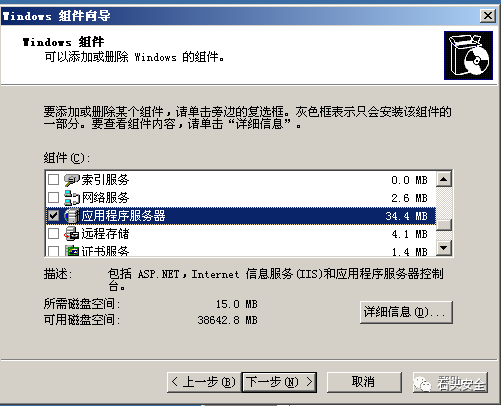 Windows 组件向导
Windows 组件
可以添加或删除 Windows 的组件。
要添加或删除某个组件，请单击旁边的复选框。灰色框表示只会安装该组件的
一部分。要查看组件内容，请单击“详细信息”。
组件(C):
索引服务 0.0 MB
网络服务 2.6 MB
应用程序服务器 34.4 MB
远程存储 4.1 MB
证书服务 1.4 MB
描述: 包括 ASP.NET，Internet 信息服务(IIS)和应用程序服务器控制
台。
所需磁盘空间: 15.0 MB
可用磁盘空间: 38642.8 MB
详细信息(D)...
< 上一步(B) 下一步(N) > 取消
石头安全